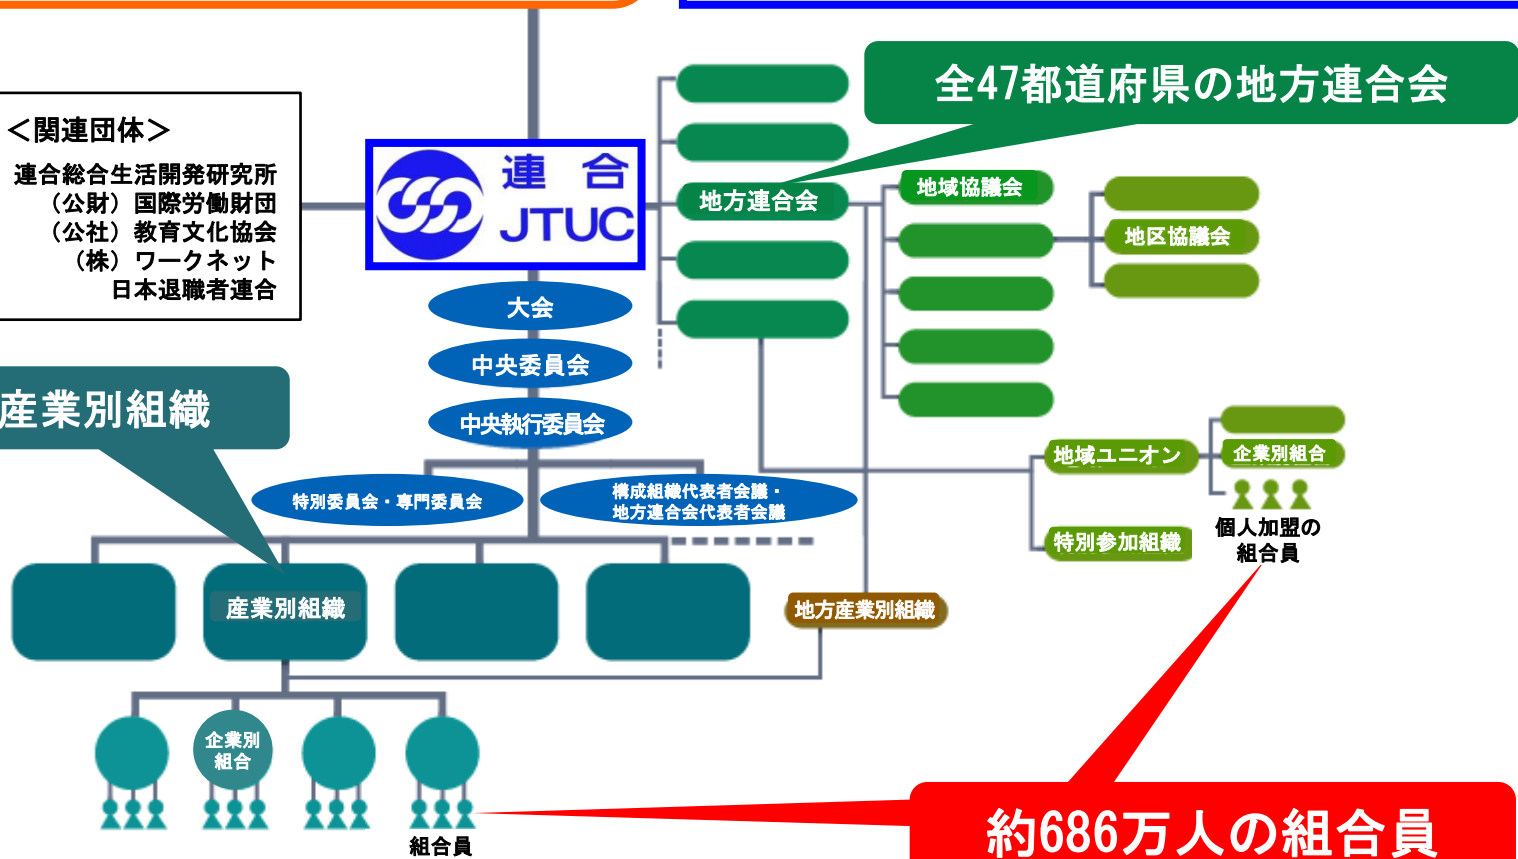 全47都道府県の地方連合会
＜関連団体＞
連合総合生活開発研究所
（公財）国際労働財団
（公社）教育文化協会
（株）ワークネット
日本退職者連合
連合
JTUC
地方連合会
地域協議会
地区協議会
大会
中央委員会
中央執行委員会
特別委員会・専門委員会
構成組織代表者会議・
地方連合会代表者会議
産業別組織
地域ユニオン
企業別組合
個人加盟の
組合員
特別参加組織
産業別組織
地方産業別組織
企業別
組合
組合員
約686万人の組合員